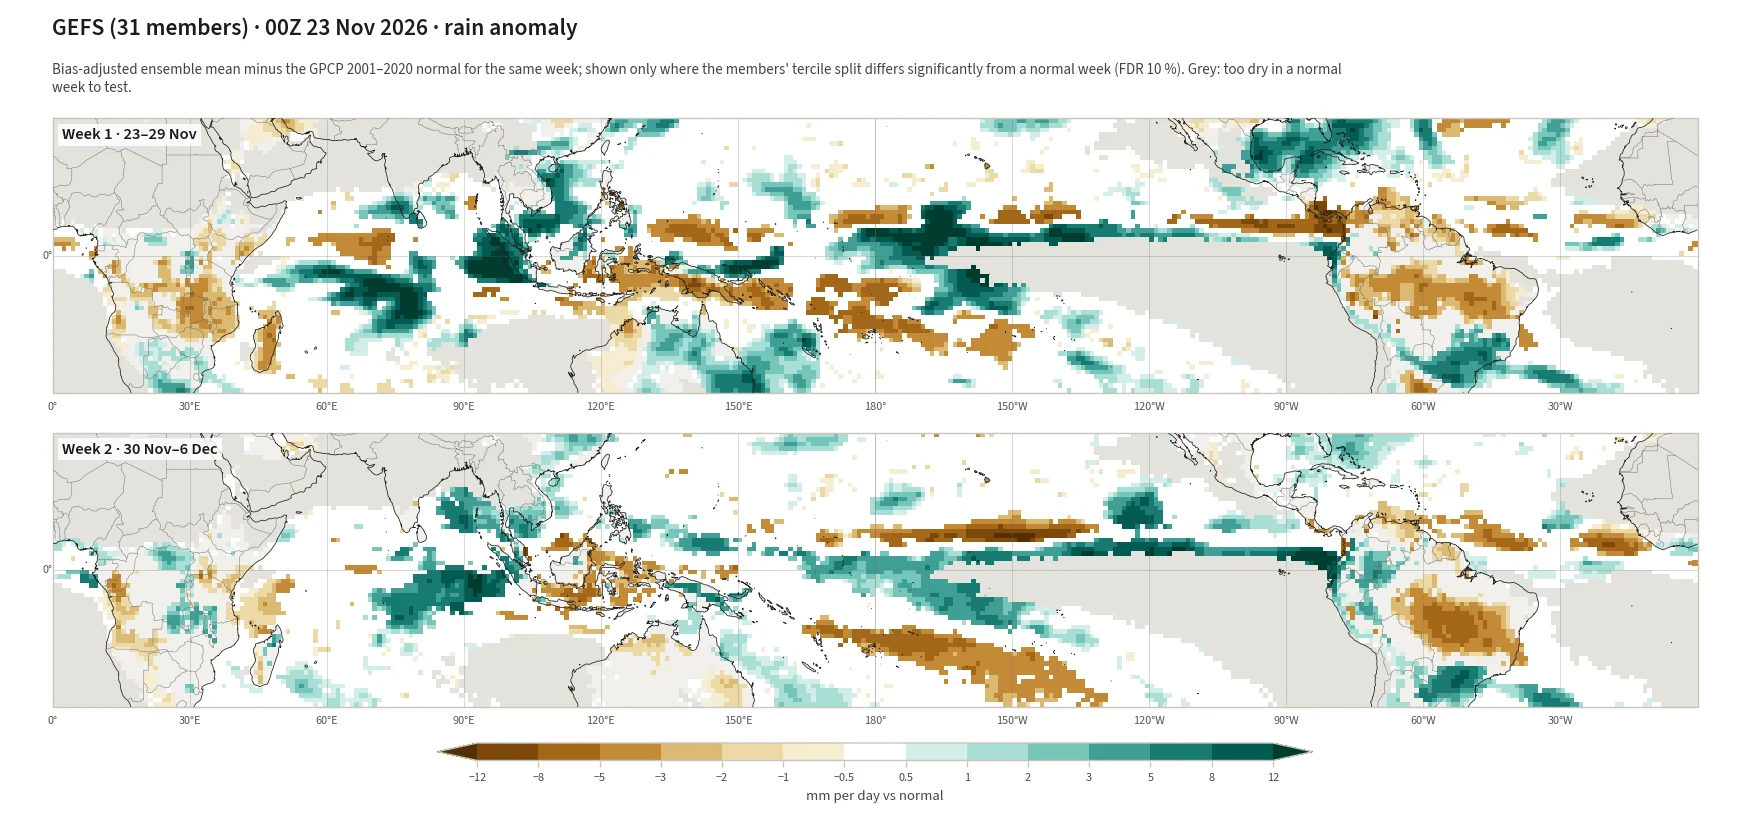 GEFS (31 members) · 00Z 23 Nov 2026 · rain anomaly
Bias-adjusted ensemble mean minus the GPCP 2001–2020 normal for the same week; shown only where the members' tercile split differs significantly from a normal week (FDR 10 %). Grey: too dry in a normal
week to test.
Week 1 · 23–29 Nov
0°
0° 30°E 60°E 90°E 120°E 150°E 180° 150°W 120°W 90°W 60°W 30°W
Week 2 · 30 Nov–6 Dec
0°
0° 30°E 60°E 90°E 120°E 150°E 180° 150°W 120°W 90°W 60°W 30°W
−12 −8 −5 −3 −2 −1 −0.5 0.5 1 2 3 5 8 12
mm per day vs normal